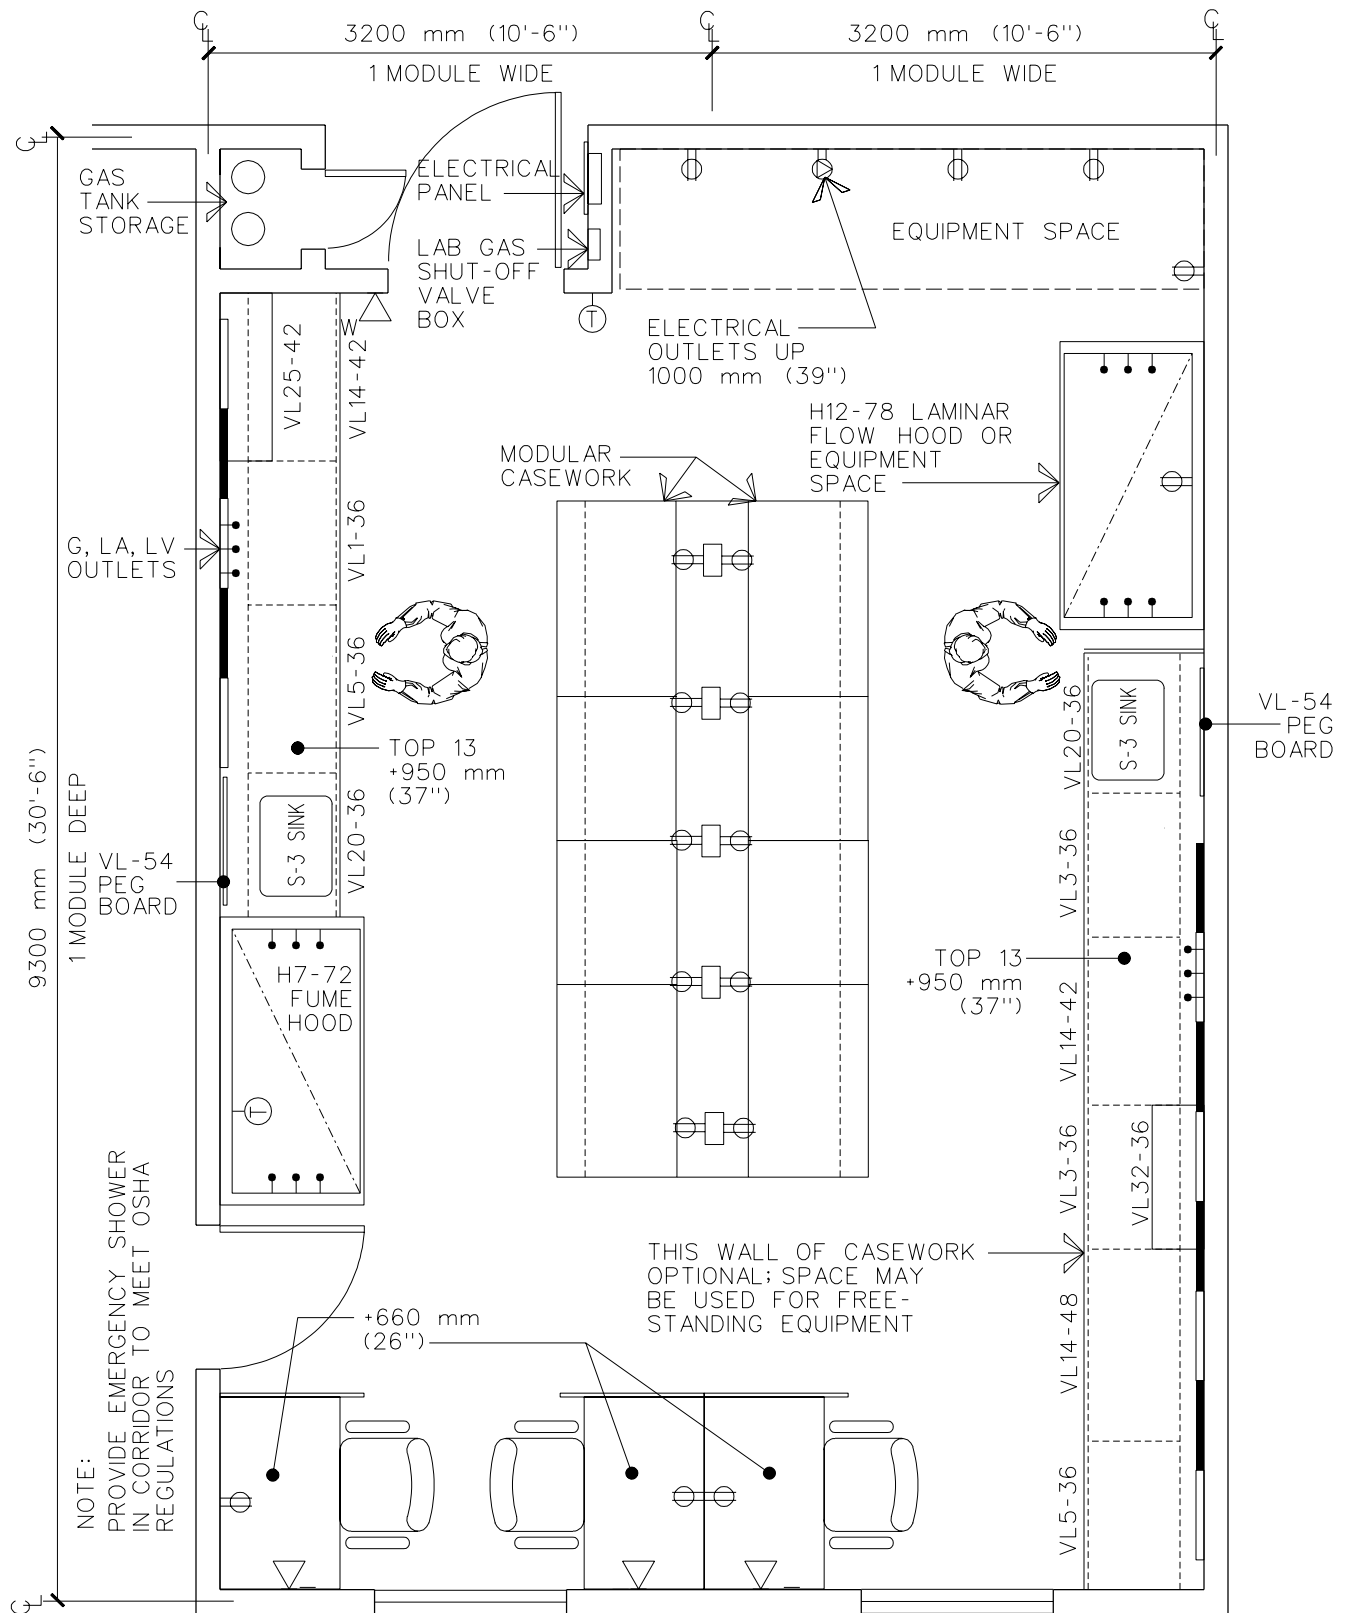 3200 mm (10'-6")
1 MODULE WIDE
3200 mm (10'-6")
1 MODULE WIDE
GAS
TANK
STORAGE
ELECTRICAL
PANEL
LAB GAS
SHUT-OFF
VALVE
BOX
EQUIPMENT SPACE
ELECTRICAL
OUTLETS UP
1000 mm (39")
W
T
VL25-42
VL14-42
H12-78 LAMINAR
FLOW HOOD OR
EQUIPMENT
SPACE
MODULAR
CASEWORK
VL1-36
G, LA, LV
OUTLETS
VL5-36
TOP 13
+950 mm
(37")
VL20-36
S-3 SINK
VL-54
PEG
BOARD
VL20-36
S-3 SINK
VL-54
PEG
BOARD
9300 mm (30'-6")
1 MODULE DEEP
VL3-36
TOP 13
+950 mm
(37")
H7-72
FUME
HOOD
T
VL14-42
VL3-36
VL32-36
THIS WALL OF CASEWORK
OPTIONAL; SPACE MAY
BE USED FOR FREE-
STANDING EQUIPMENT
VL14-48
VL5-36
+660 mm
(26")
NOTE:
PROVIDE EMERGENCY SHOWER
IN CORRIDOR TO MEET OSHA
REGULATIONS